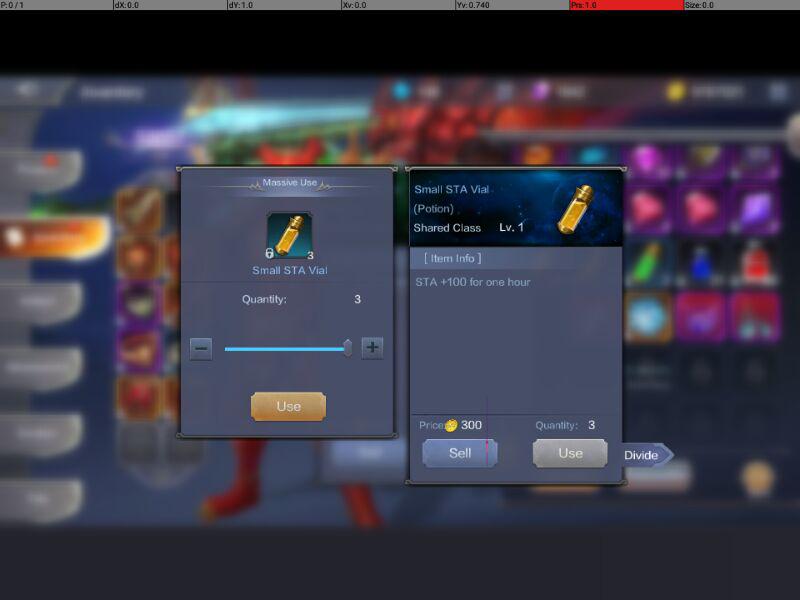 P: 0 / 1 dX: 0.0 dY: 1.0 Xv: 0.0 Yv: 0.740 Prs: 1.0 Size: 0.0
Inventory
Massive Use
3
Small STA Vial
Quantity: 3
Use
Small STA Vial
(Potion)
Shared Class Lv. 1
[ Item Info ]
STA +100 for one hour
Price: 300 Quantity: 3
Sell Use Divide